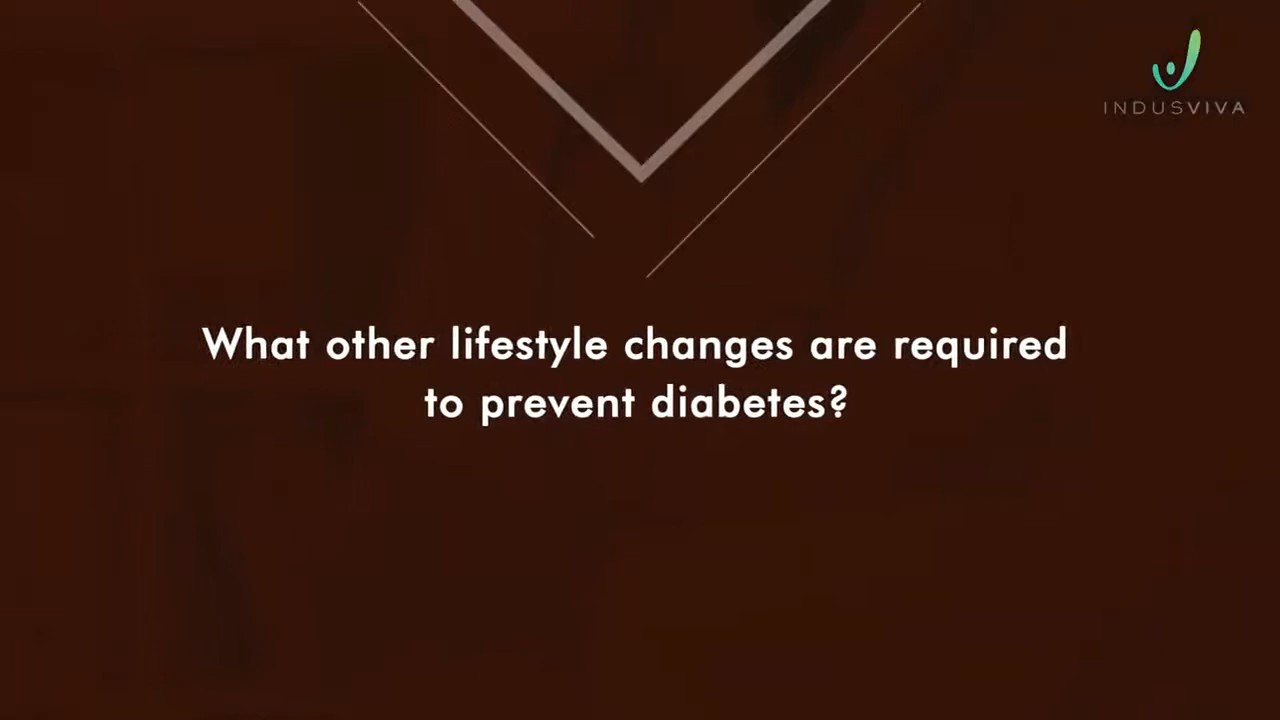 INDUSVIVA
What other lifestyle changes are required
to prevent diabetes?